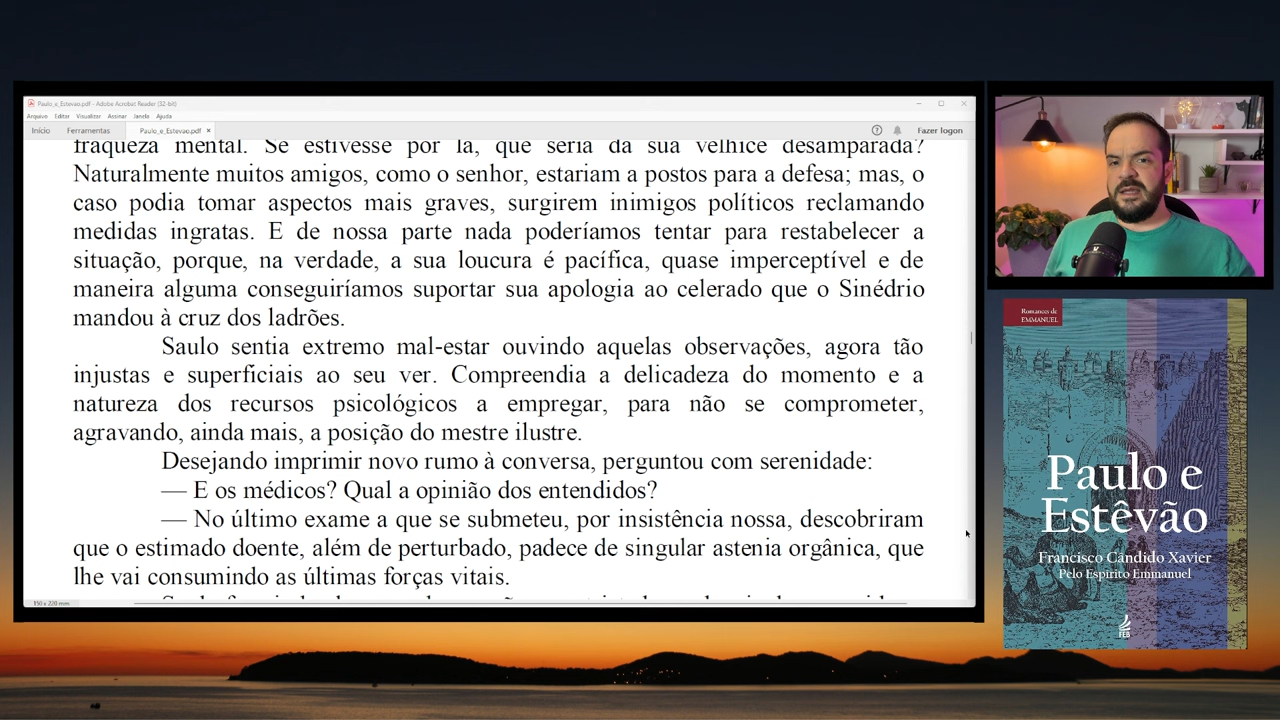 Paulo_e_Estevao.pdf - Adobe Acrobat Reader (32-bit)
Arquivo Editar Visualizar Assinar Janela Ajuda
Início Ferramentas Paulo_e_Estevao.pdf × Fazer logon
fraqueza mental. Se estivesse por lá, que seria da sua velhice desamparada?
Naturalmente muitos amigos, como o senhor, estariam a postos para a defesa; mas, o
caso podia tomar aspectos mais graves, surgirem inimigos políticos reclamando
medidas ingratas. E de nossa parte nada poderíamos tentar para restabelecer a
situação, porque, na verdade, a sua loucura é pacífica, quase imperceptível e de
maneira alguma conseguiríamos suportar sua apologia ao celerado que o Sinédrio
mandou à cruz dos ladrões.
Saulo sentia extremo mal-estar ouvindo aquelas observações, agora tão
injustas e superficiais ao seu ver. Compreendia a delicadeza do momento e a
natureza dos recursos psicológicos a empregar, para não se comprometer,
agravando, ainda mais, a posição do mestre ilustre.
Desejando imprimir novo rumo à conversa, perguntou com serenidade:
— E os médicos? Qual a opinião dos entendidos?
— No último exame a que se submeteu, por insistência nossa, descobriram
que o estimado doente, além de perturbado, padece de singular astenia orgânica, que
lhe vai consumindo as últimas forças vitais.
150 x 220 mm
Romances de
EMMANUEL
Paulo e
Estêvão
Francisco Cândido Xavier
Pelo Espírito Emmanuel
FEB